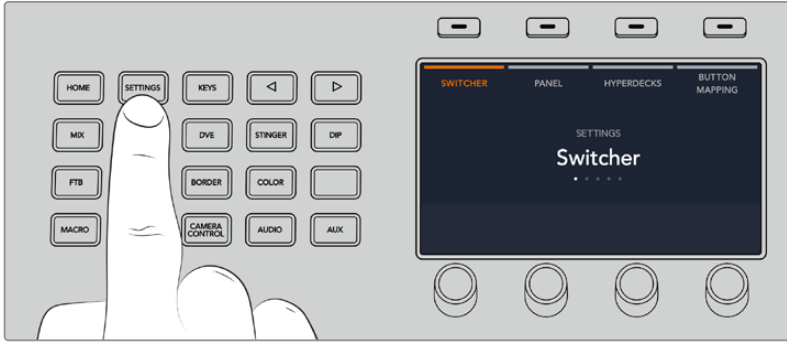 HOME
SETTINGS
KEYS
MIX
DVE
STINGER
DIP
FTB
BORDER
COLOR
MACRO
CAMERA
CONTROL
AUDIO
AUX
SWITCHER
PANEL
HYPERDECKS
BUTTON
MAPPING
SETTINGS
Switcher